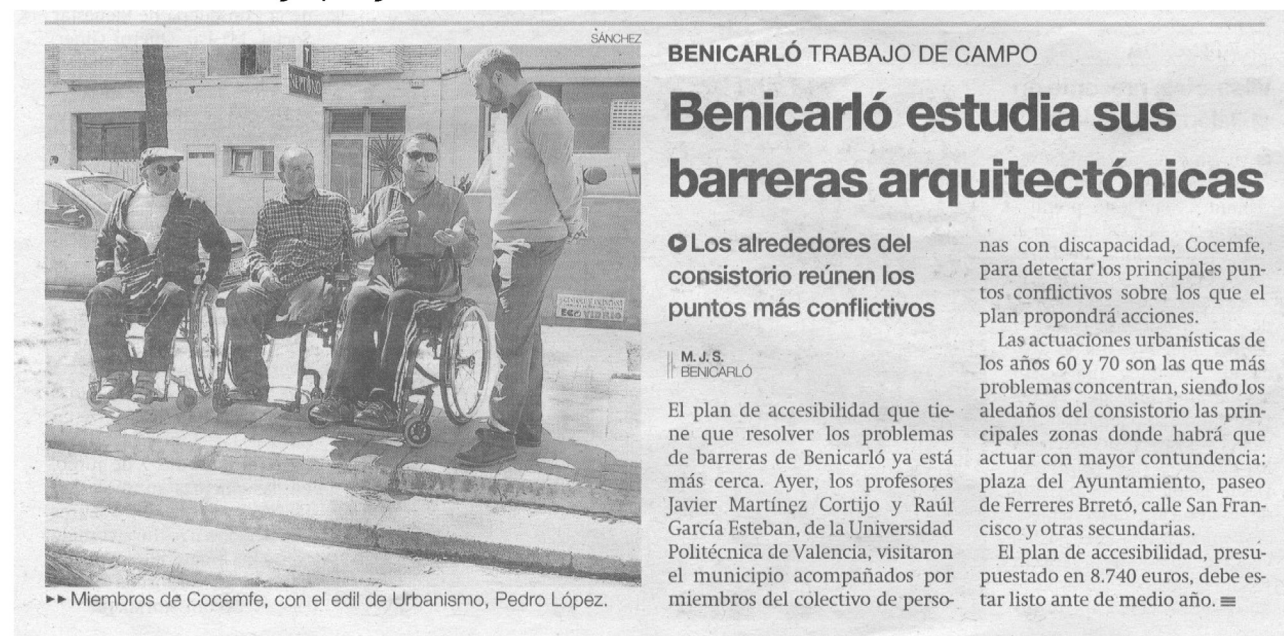 SÁNCHEZ
NEPTUNO
ECO VIDRIO
▸▸ Miembros de Cocemfe, con el edil de Urbanismo, Pedro López.
BENICARLÓ TRABAJO DE CAMPO
Benicarló estudia sus
barreras arquitectónicas
Los alrededores del
consistorio reúnen los
puntos más conflictivos
M. J. S.
BENICARLÓ
El plan de accesibilidad que tie-
ne que resolver los problemas
de barreras de Benicarló ya está
más cerca. Ayer, los profesores
Javier Martínez Cortijo y Raúl
García Esteban, de la Universidad
Politécnica de Valencia, visitaron
el municipio acompañados por
miembros del colectivo de perso-
nas con discapacidad, Cocemfe,
para detectar los principales pun-
tos conflictivos sobre los que el
plan propondrá acciones.
Las actuaciones urbanísticas de
los años 60 y 70 son las que más
problemas concentran, siendo los
aledaños del consistorio las prin-
cipales zonas donde habrá que
actuar con mayor contundencia:
plaza del Ayuntamiento, paseo
de Ferreres Brretó, calle San Fran-
cisco y otras secundarias.
El plan de accesibilidad, presu-
puestado en 8.740 euros, debe es-
tar listo ante de medio año.